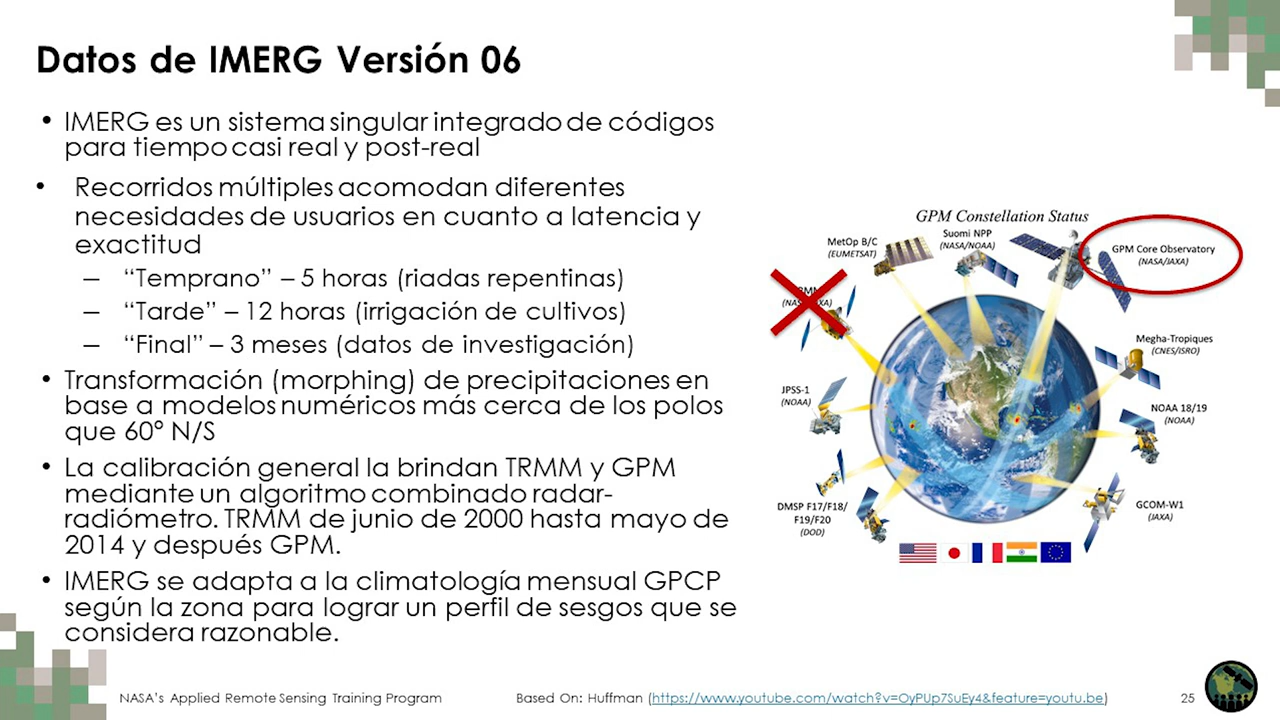 Datos de IMERG Versión 06
• IMERG es un sistema singular integrado de códigos
para tiempo casi real y post-real
• Recorridos múltiples acomodan diferentes
necesidades de usuarios en cuanto a latencia y
exactitud
– “Temprano” – 5 horas (riadas repentinas)
– “Tarde” – 12 horas (irrigación de cultivos)
– “Final” – 3 meses (datos de investigación)
• Transformación (morphing) de precipitaciones en
base a modelos numéricos más cerca de los polos
que 60° N/S
• La calibración general la brindan TRMM y GPM
mediante un algoritmo combinado radar-
radiómetro. TRMM de junio de 2000 hasta mayo de
2014 y después GPM.
• IMERG se adapta a la climatología mensual GPCP
según la zona para lograr un perfil de sesgos que se
considera razonable.
GPM Constellation Status
Suomi NPP
(NASA/NOAA)
MetOp B/C
(EUMETSAT)
GPM Core Observatory
(NASA/JAXA)
Megha-Tropiques
(CNES/ISRO)
JPSS-1
(NOAA)
NOAA 18/19
(NOAA)
DMSP F17/F18/
F19/F20
(DOD)
GCOM-W1
(JAXA)
NASA's Applied Remote Sensing Training Program
Based On: Huffman (https://www.youtube.com/watch?v=OyPUp7SuEy4&feature=youtu.be)
25